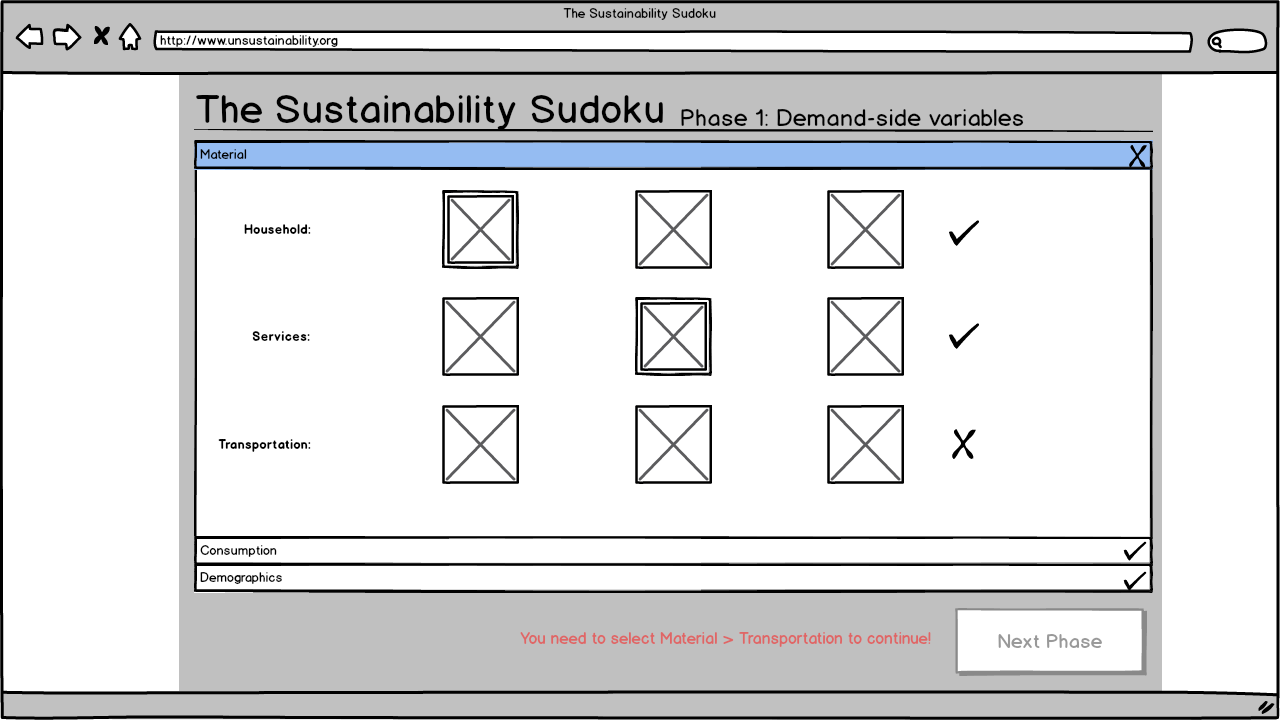 The Sustainability Sudoku
http://www.unsustainability.org
The Sustainability Sudoku Phase 1: Demand-side variables
Material
Household:
Services:
Transportation:
Consumption
Demographics
You need to select Material > Transportation to continue!
Next Phase